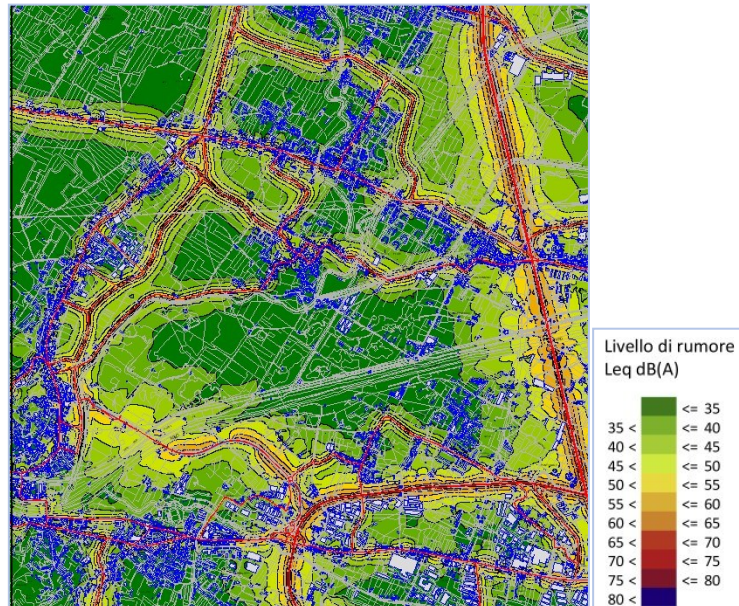 Livello di rumore
Leq dB(A)
<= 35
35 < <= 40
40 < <= 45
45 < <= 50
50 < <= 55
55 < <= 60
60 < <= 65
65 < <= 70
70 < <= 75
75 < <= 80
80 <